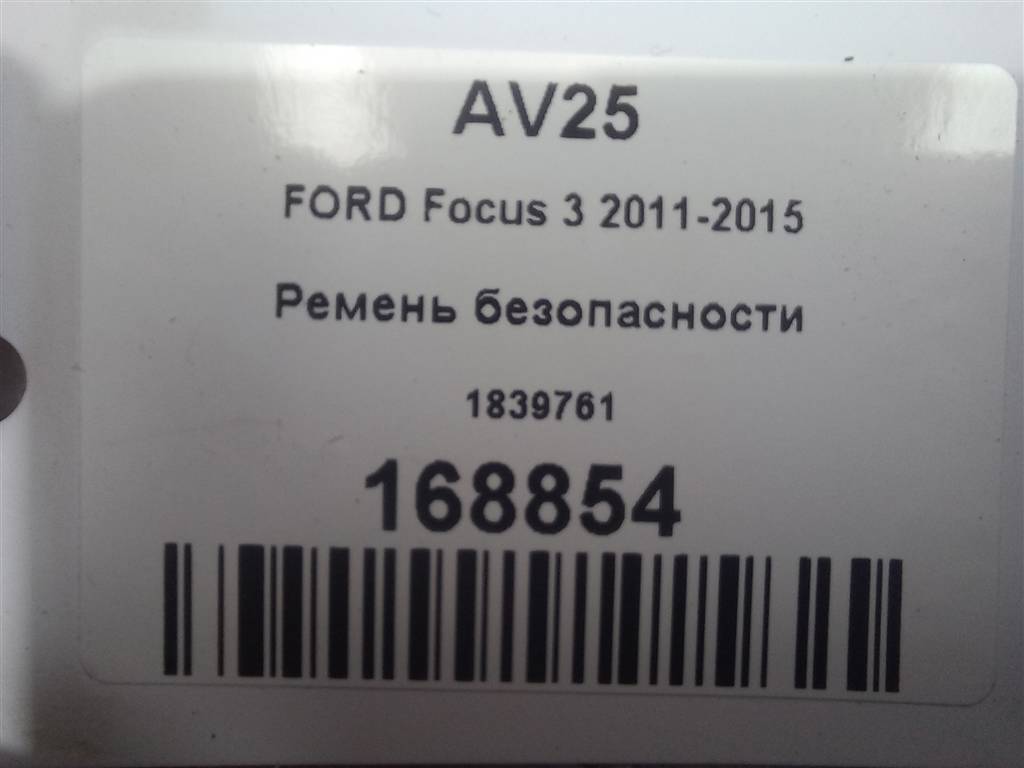 AV25
FORD Focus 3 2011-2015
Ремень безопасности
1839761
168854